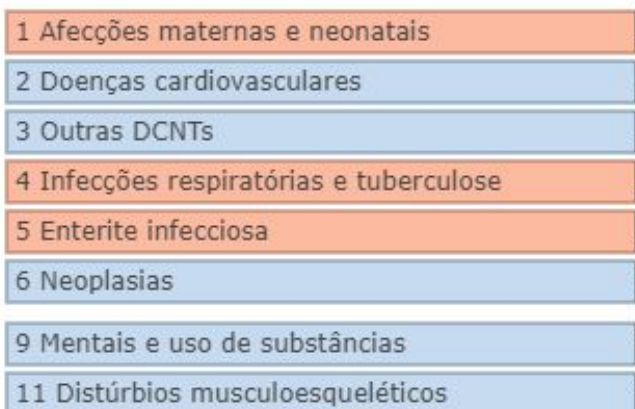 1 Afecções maternas e neonatais
2 Doenças cardiovasculares
3 Outras DCNTs
4 Infecções respiratórias e tuberculose
5 Enterite infecciosa
6 Neoplasias
9 Mentais e uso de substâncias
11 Distúrbios musculoesqueléticos